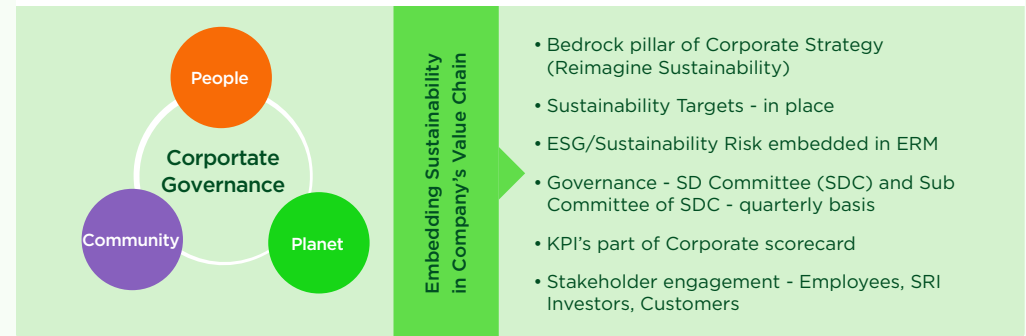 People
Corportate
Governance
Community
Planet
Embedding Sustainability
in Company's Value Chain
• Bedrock pillar of Corporate Strategy
(Reimagine Sustainability)
• Sustainability Targets - in place
• ESG/Sustainability Risk embedded in ERM
• Governance - SD Committee (SDC) and Sub
Committee of SDC - quarterly basis
• KPI's part of Corporate scorecard
• Stakeholder engagement - Employees, SRI
Investors, Customers